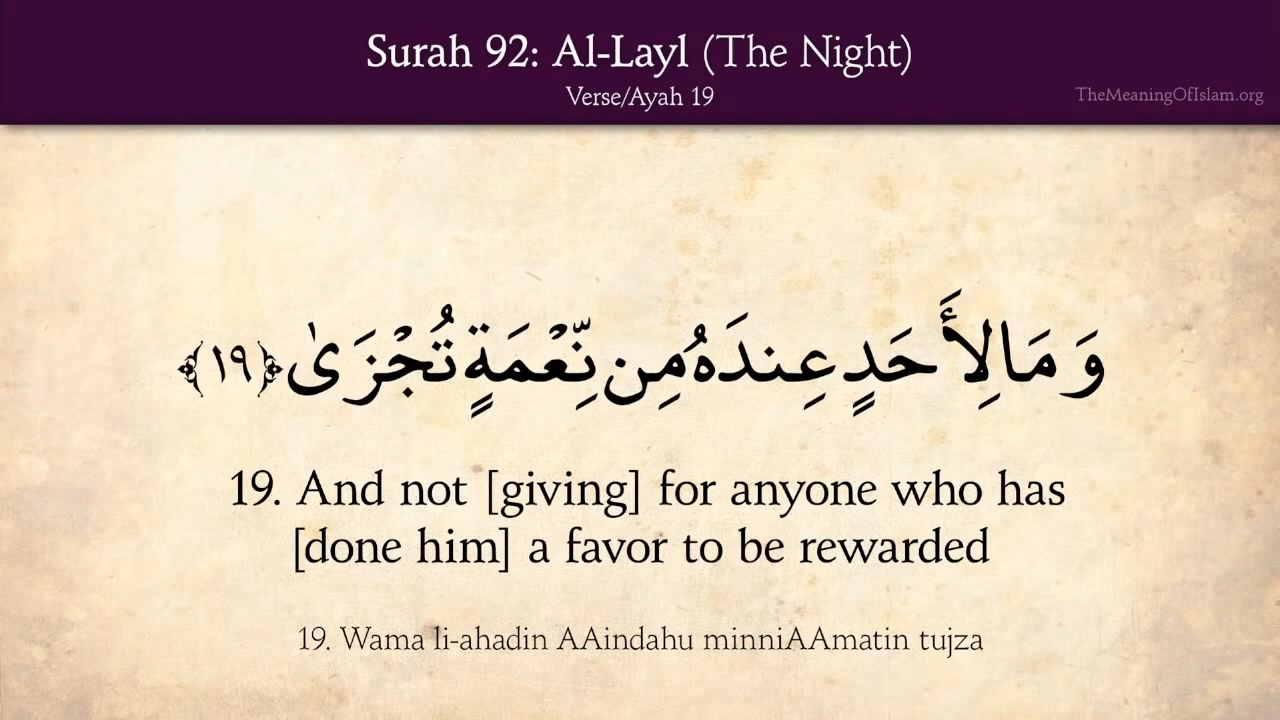 Surah 92: Al-Layl (The Night)
Verse/Ayah 19
TheMeaningOfIslam.org
وَمَا لِأَحَدٍ عِندَهُ مِن نِّعْمَةٍ تُجْزَىٰ ﴿١٩﴾
19. And not [giving] for anyone who has
[done him] a favor to be rewarded
19. Wama li-ahadin AAindahu minniAAmatin tujza